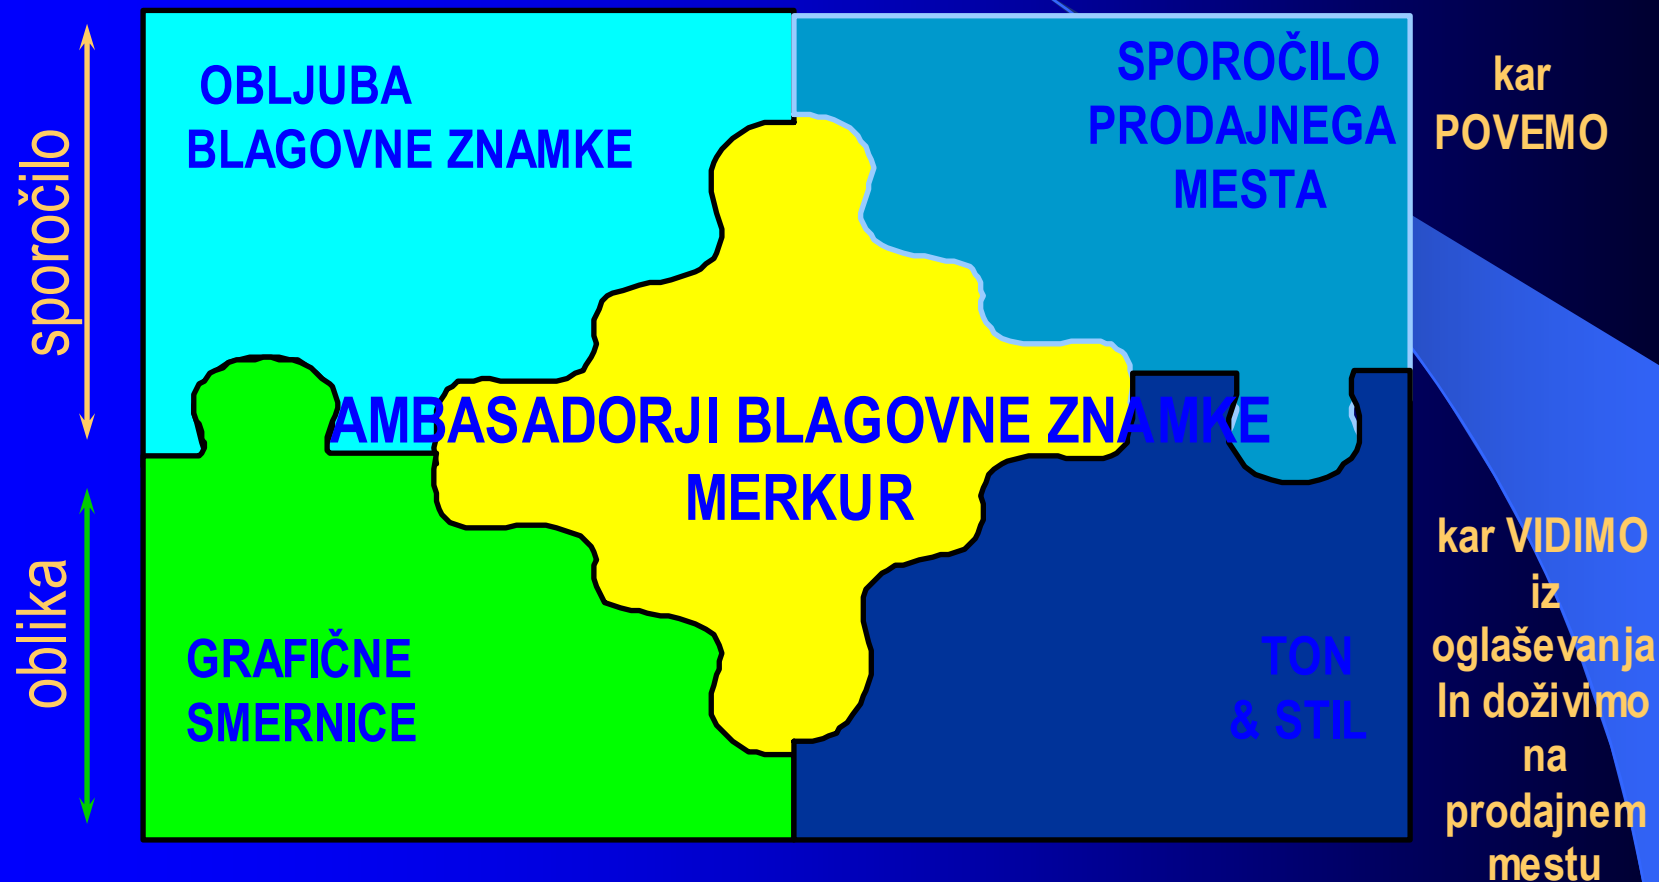 sporočilo
OBLJUBA
BLAGOVNE ZNAMKE
SPOROČILO
PRODAJNEGA
MESTA
kar
POVEMO
AMBASADORJI BLAGOVNE ZNAMKE
MERKUR
oblika
GRAFIČNE
SMERNICE
TON
& STIL
kar VIDIMO
iz
oglaševanja
In doživimo
na
prodajnem
mestu